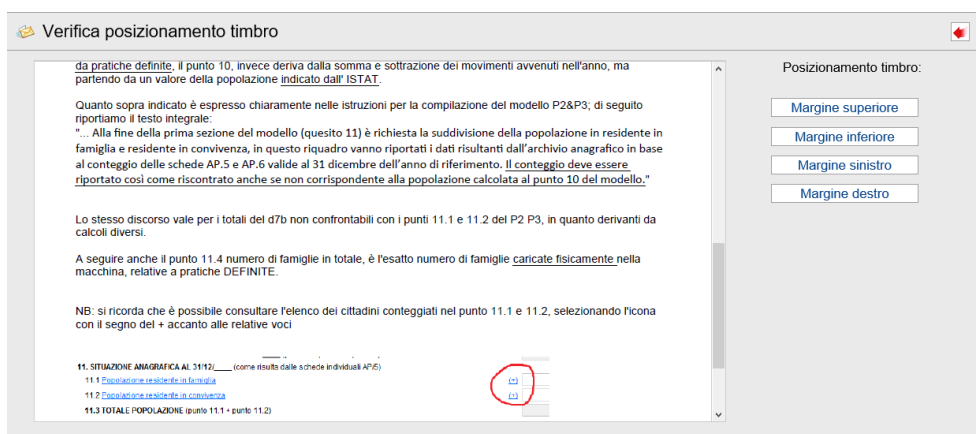 Verifica posizionamento timbro
da pratiche definite, il punto 10, invece deriva dalla somma e sottrazione dei movimenti avvenuti nell'anno, ma
partendo da un valore della popolazione indicato dall' ISTAT.
Quanto sopra indicato è espresso chiaramente nelle istruzioni per la compilazione del modello P2&P3; di seguito
riportiamo il testo integrale:
"... Alla fine della prima sezione del modello (quesito 11) è richiesta la suddivisione della popolazione in residente in
famiglia e residente in convivenza, in questo riquadro vanno riportati i dati risultanti dall'archivio anagrafico in base
al conteggio delle schede AP.5 e AP.6 valide al 31 dicembre dell'anno di riferimento. Il conteggio deve essere
riportato così come riscontrato anche se non corrispondente alla popolazione calcolata al punto 10 del modello."
Lo stesso discorso vale per i totali del d7b non confrontabili con i punti 11.1 e 11.2 del P2 P3, in quanto derivanti da
calcoli diversi.
A seguire anche il punto 11.4 numero di famiglie in totale, è l'esatto numero di famiglie caricate fisicamente nella
macchina, relative a pratiche DEFINITE.
NB: si ricorda che è possibile consultare l'elenco dei cittadini conteggiati nel punto 11.1 e 11.2, selezionando l'icona
con il segno del + accanto alle relative voci
11. SITUAZIONE ANAGRAFICA AL 31/12/____ (come risulta dalle schede individuali AP/5)
11.1 Popolazione residente in famiglia (+)
11.2 Popolazione residente in convivenza (+)
11.3 TOTALE POPOLAZIONE (punto 11.1 + punto 11.2)
Posizionamento timbro:
Margine superiore
Margine inferiore
Margine sinistro
Margine destro